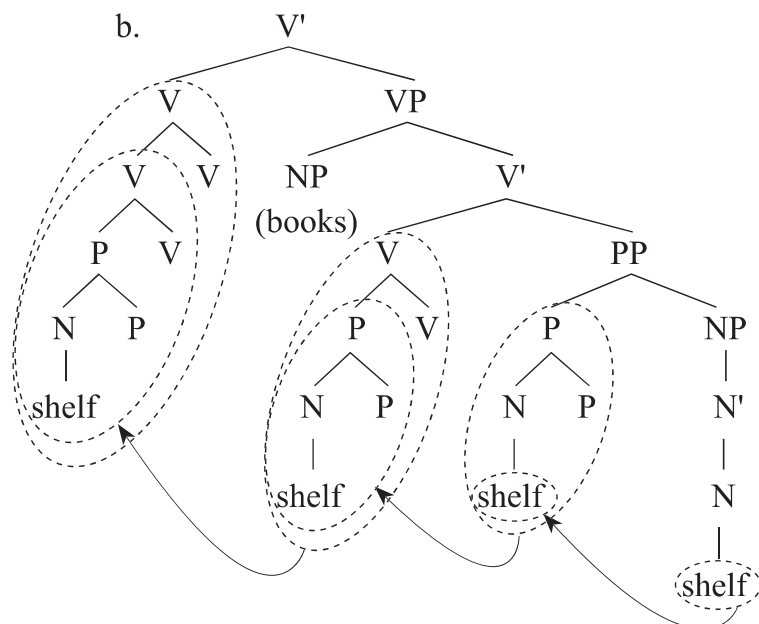 b. V'
V VP
V V NP V'
(books)
P V V PP
N P P V P NP
shelf N P N P N'
shelf shelf N
shelf